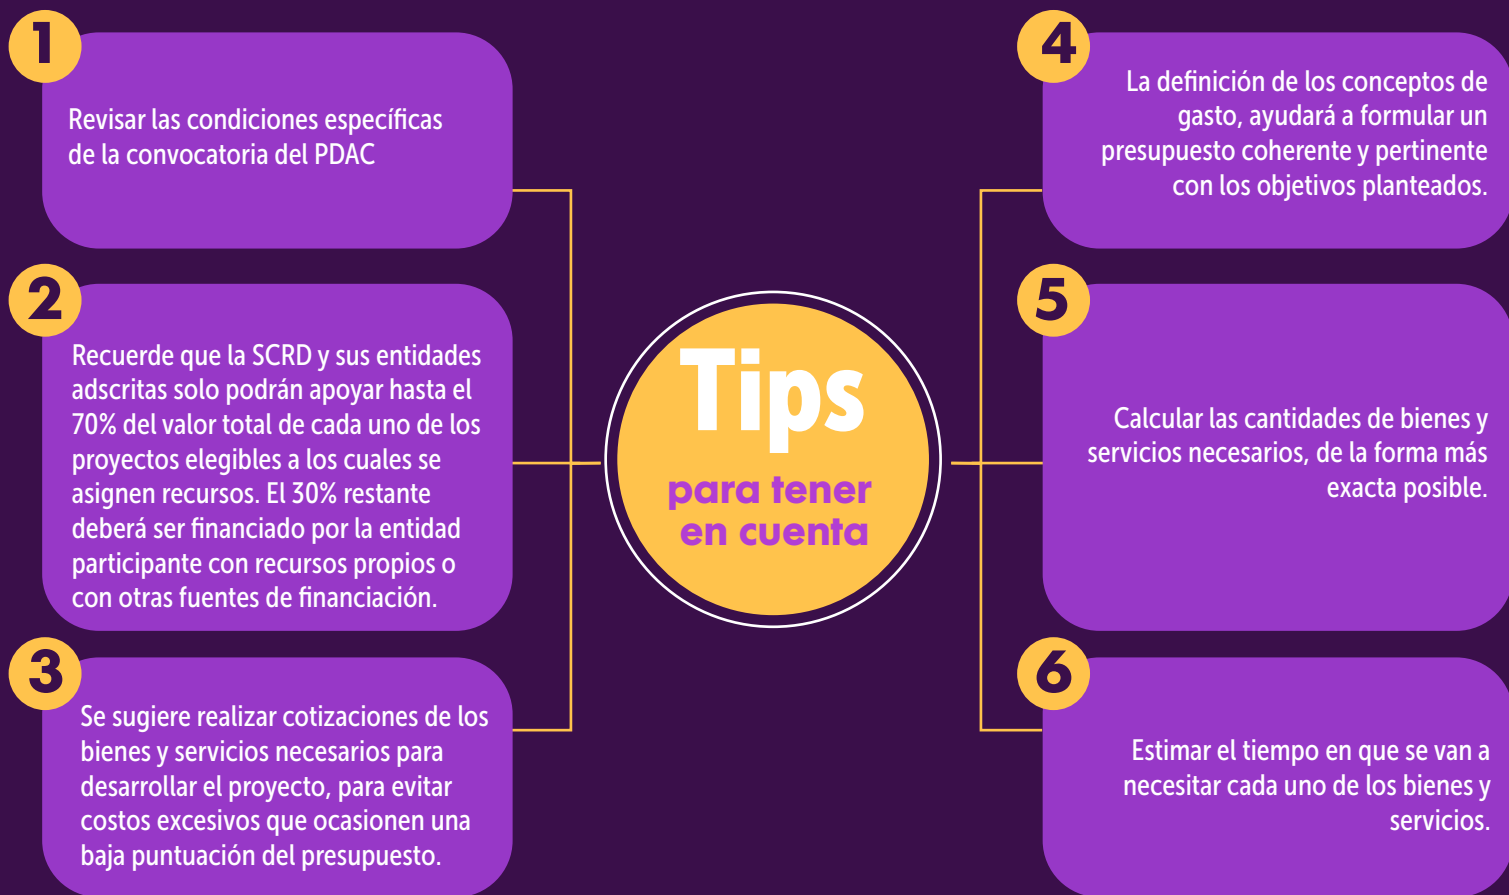 1
Revisar las condiciones específicas
de la convocatoria del PDAC
2
Recuerde que la SCRD y sus entidades
adscritas solo podrán apoyar hasta el
70% del valor total de cada uno de los
proyectos elegibles a los cuales se
asignen recursos. El 30% restante
deberá ser financiado por la entidad
participante con recursos propios o
con otras fuentes de financiación.
3
Se sugiere realizar cotizaciones de los
bienes y servicios necesarios para
desarrollar el proyecto, para evitar
costos excesivos que ocasionen una
baja puntuación del presupuesto.
Tips
para tener
en cuenta
4
La definición de los conceptos de
gasto, ayudará a formular un
presupuesto coherente y pertinente
con los objetivos planteados.
5
Calcular las cantidades de bienes y
servicios necesarios, de la forma más
exacta posible.
6
Estimar el tiempo en que se van a
necesitar cada uno de los bienes y
servicios.